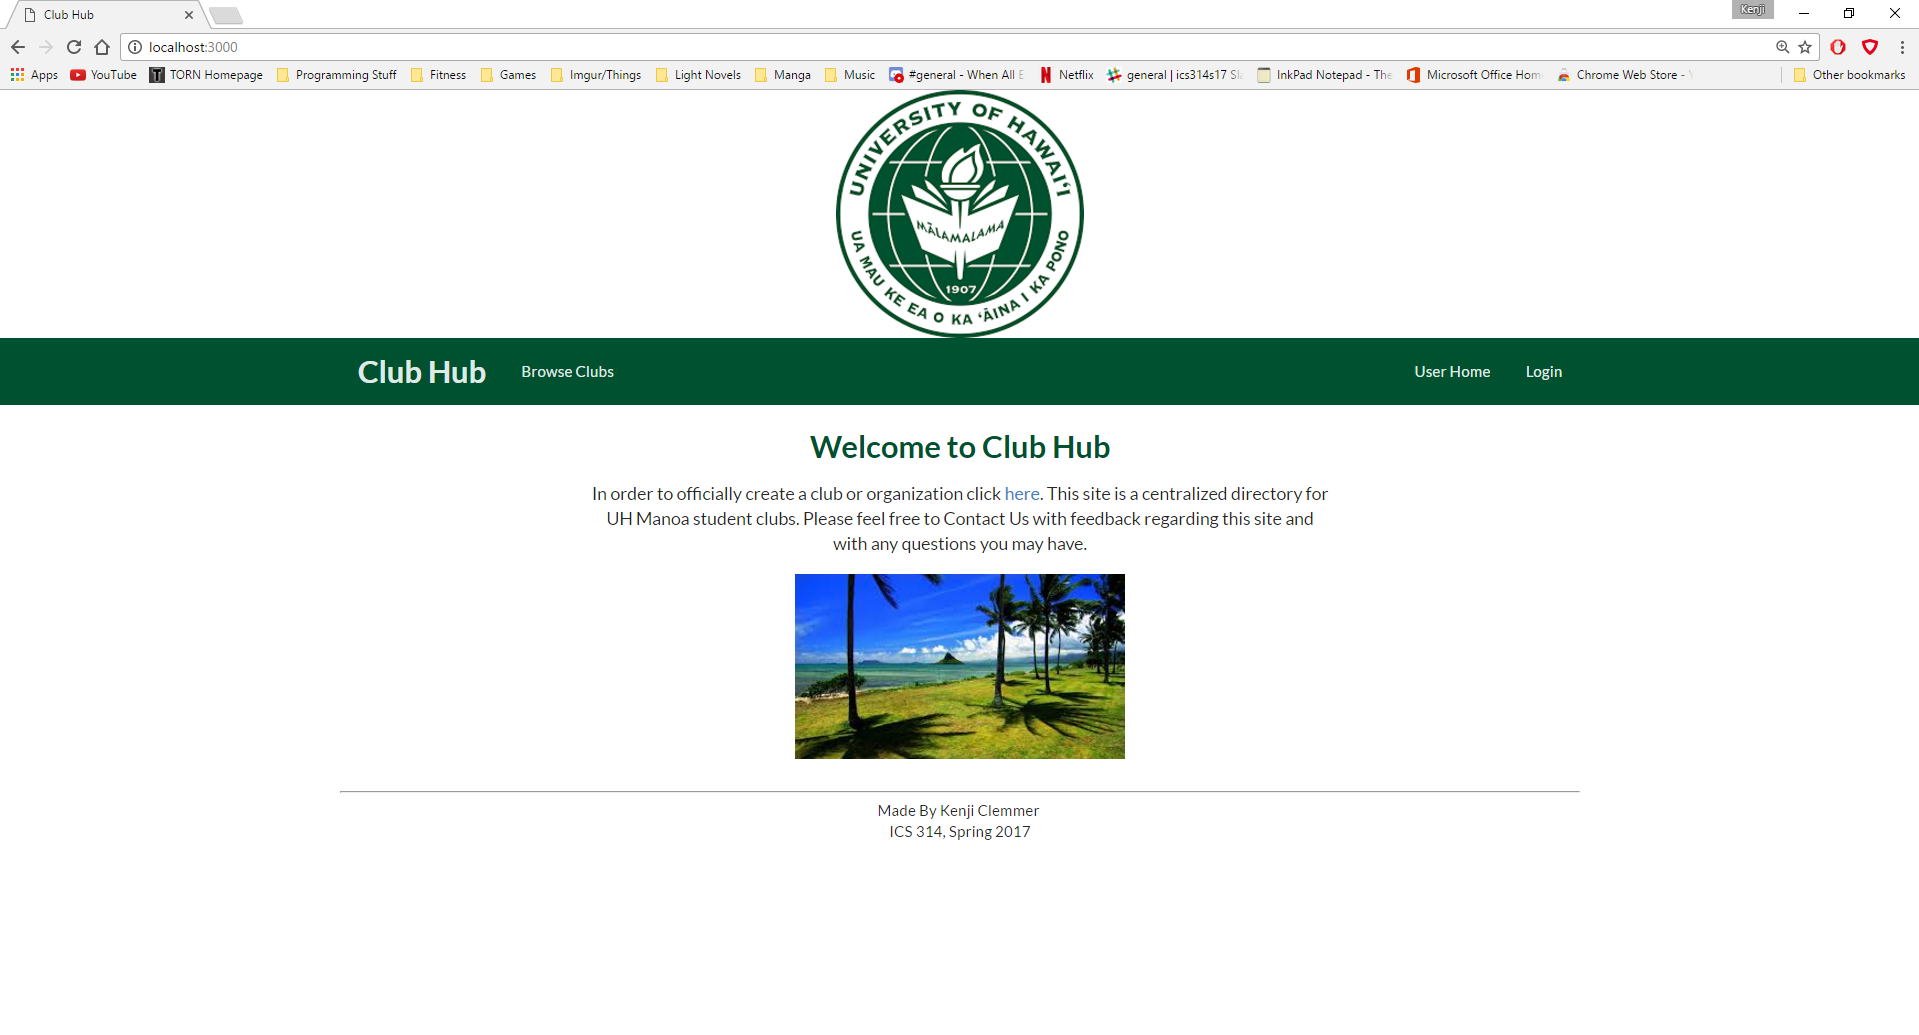 Club Hub
Kenji
localhost:3000
Apps YouTube TORN Homepage Programming Stuff Fitness Games Imgur/Things Light Novels Manga Music #general - When All E Netflix general | ics314s17 Sla InkPad Notepad - The Microsoft Office Hom Chrome Web Store - Other bookmarks
UNIVERSITY OF HAWAIʻI
MĀLAMALAMA
1907
UA MAU KE EA O KA ʻĀINA I KA PONO
Club Hub Browse Clubs User Home Login
Welcome to Club Hub
In order to officially create a club or organization click here. This site is a centralized directory for
UH Manoa student clubs. Please feel free to Contact Us with feedback regarding this site and
with any questions you may have.
Made By Kenji Clemmer
ICS 314, Spring 2017